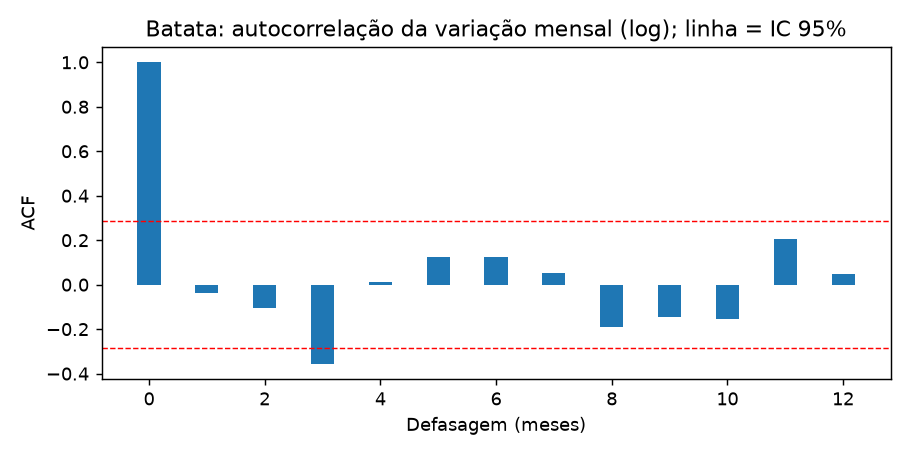 Batata: autocorrelação da variação mensal (log); linha = IC 95%
1.0
0.8
0.6
0.4
0.2
0.0
−0.2
−0.4
ACF
0 2 4 6 8 10 12
Defasagem (meses)